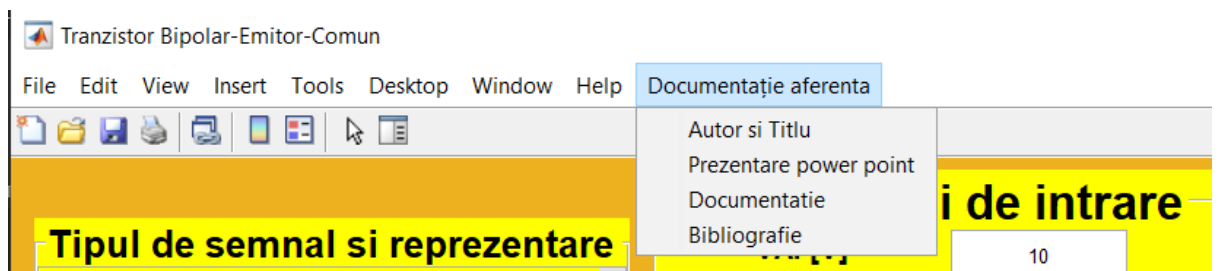 Tranzistor Bipolar-Emitor-Comun
File Edit View Insert Tools Desktop Window Help Documentație aferenta
Autor si Titlu
Prezentare power point
Documentatie
Bibliografie
i de intrare
Tipul de semnal si reprezentare
10